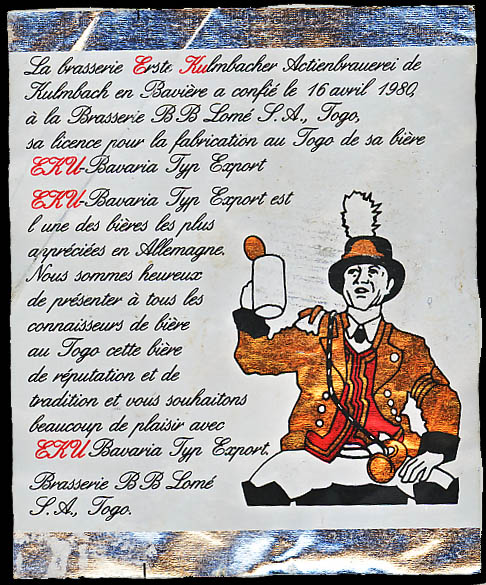 La brasserie Erste Kulmbacher Actienbrauerei de
Kulmbach en Bavière a confié le 16 avril 1980,
à la Brasserie BB Lomé S.A., Togo,
sa licence pour la fabrication au Togo de sa bière
EKU-Bavaria Typ Export
EKU-Bavaria Typ Export est
l'une des bières les plus
appréciées en Allemagne.
Nous sommes heureux
de présenter à tous les
connaisseurs de bière
au Togo cette bière
de réputation et de
tradition et vous souhaitons
beaucoup de plaisir avec
EKU-Bavaria Typ Export.
Brasserie BB Lomé
S.A., Togo.